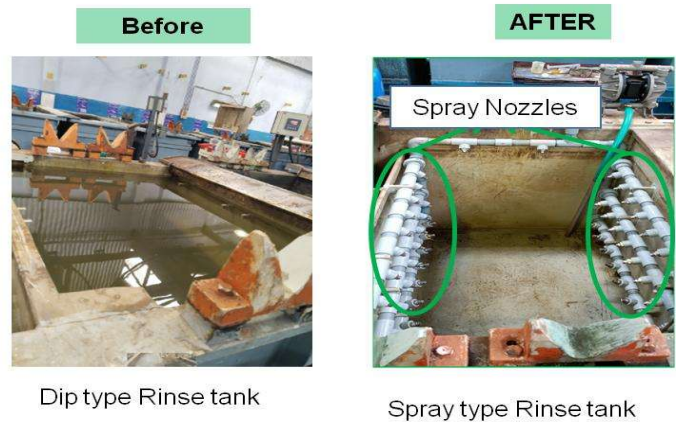 Before
AFTER
Spray Nozzles
Dip type Rinse tank
Spray type Rinse tank